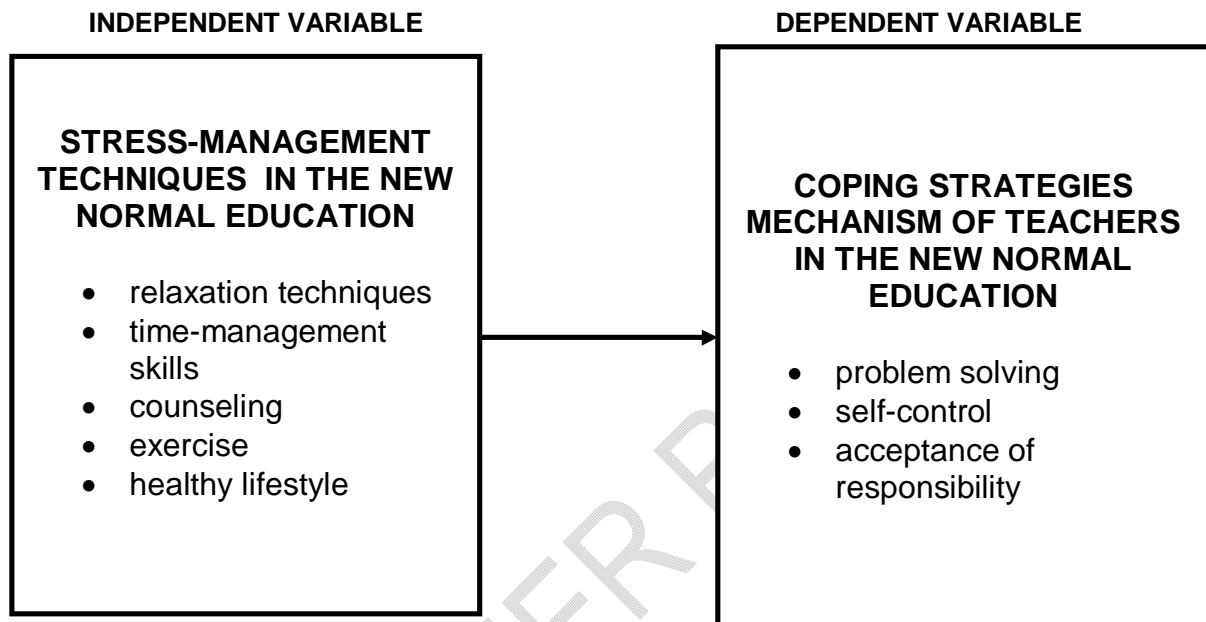 INDEPENDENT VARIABLE
DEPENDENT VARIABLE
STRESS-MANAGEMENT
TECHNIQUES IN THE NEW
NORMAL EDUCATION
• relaxation techniques
• time-management
skills
• counseling
• exercise
• healthy lifestyle
COPING STRATEGIES
MECHANISM OF TEACHERS
IN THE NEW NORMAL
EDUCATION
• problem solving
• self-control
• acceptance of
responsibility